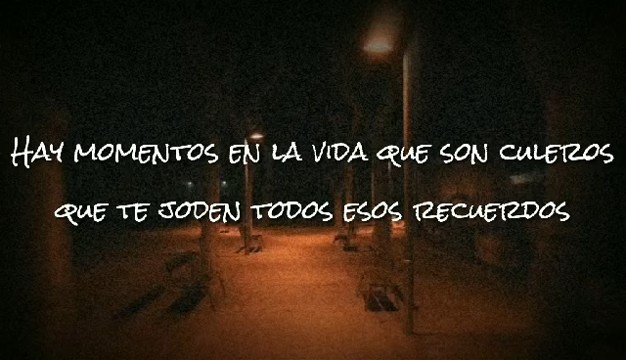 Hay momentos en la vida que son culeros
que te joden todos esos recuerdos